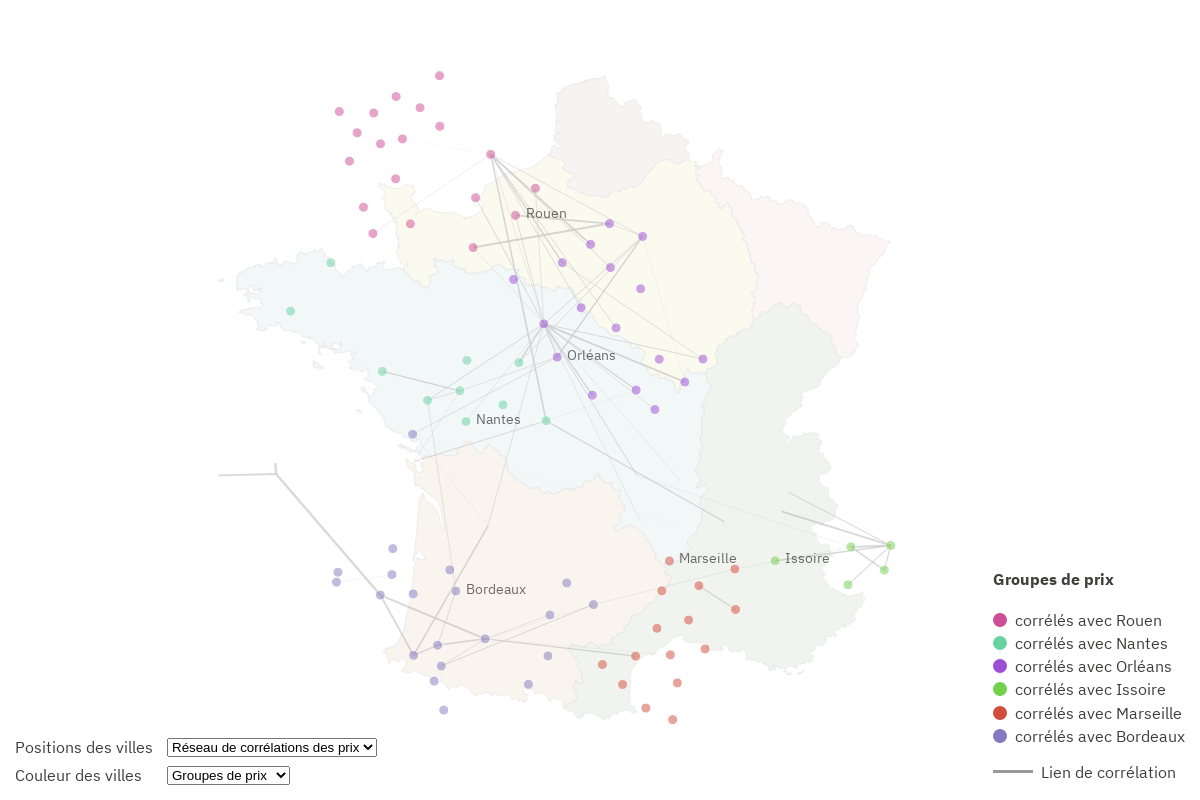 Rouen
Orléans
Nantes
Marseille
Issoire
Bordeaux
Groupes de prix
corrélés avec Rouen
corrélés avec Nantes
corrélés avec Orléans
corrélés avec Issoire
corrélés avec Marseille
corrélés avec Bordeaux
Lien de corrélation
Positions des villes Réseau de corrélations des prix
Couleur des villes Groupes de prix